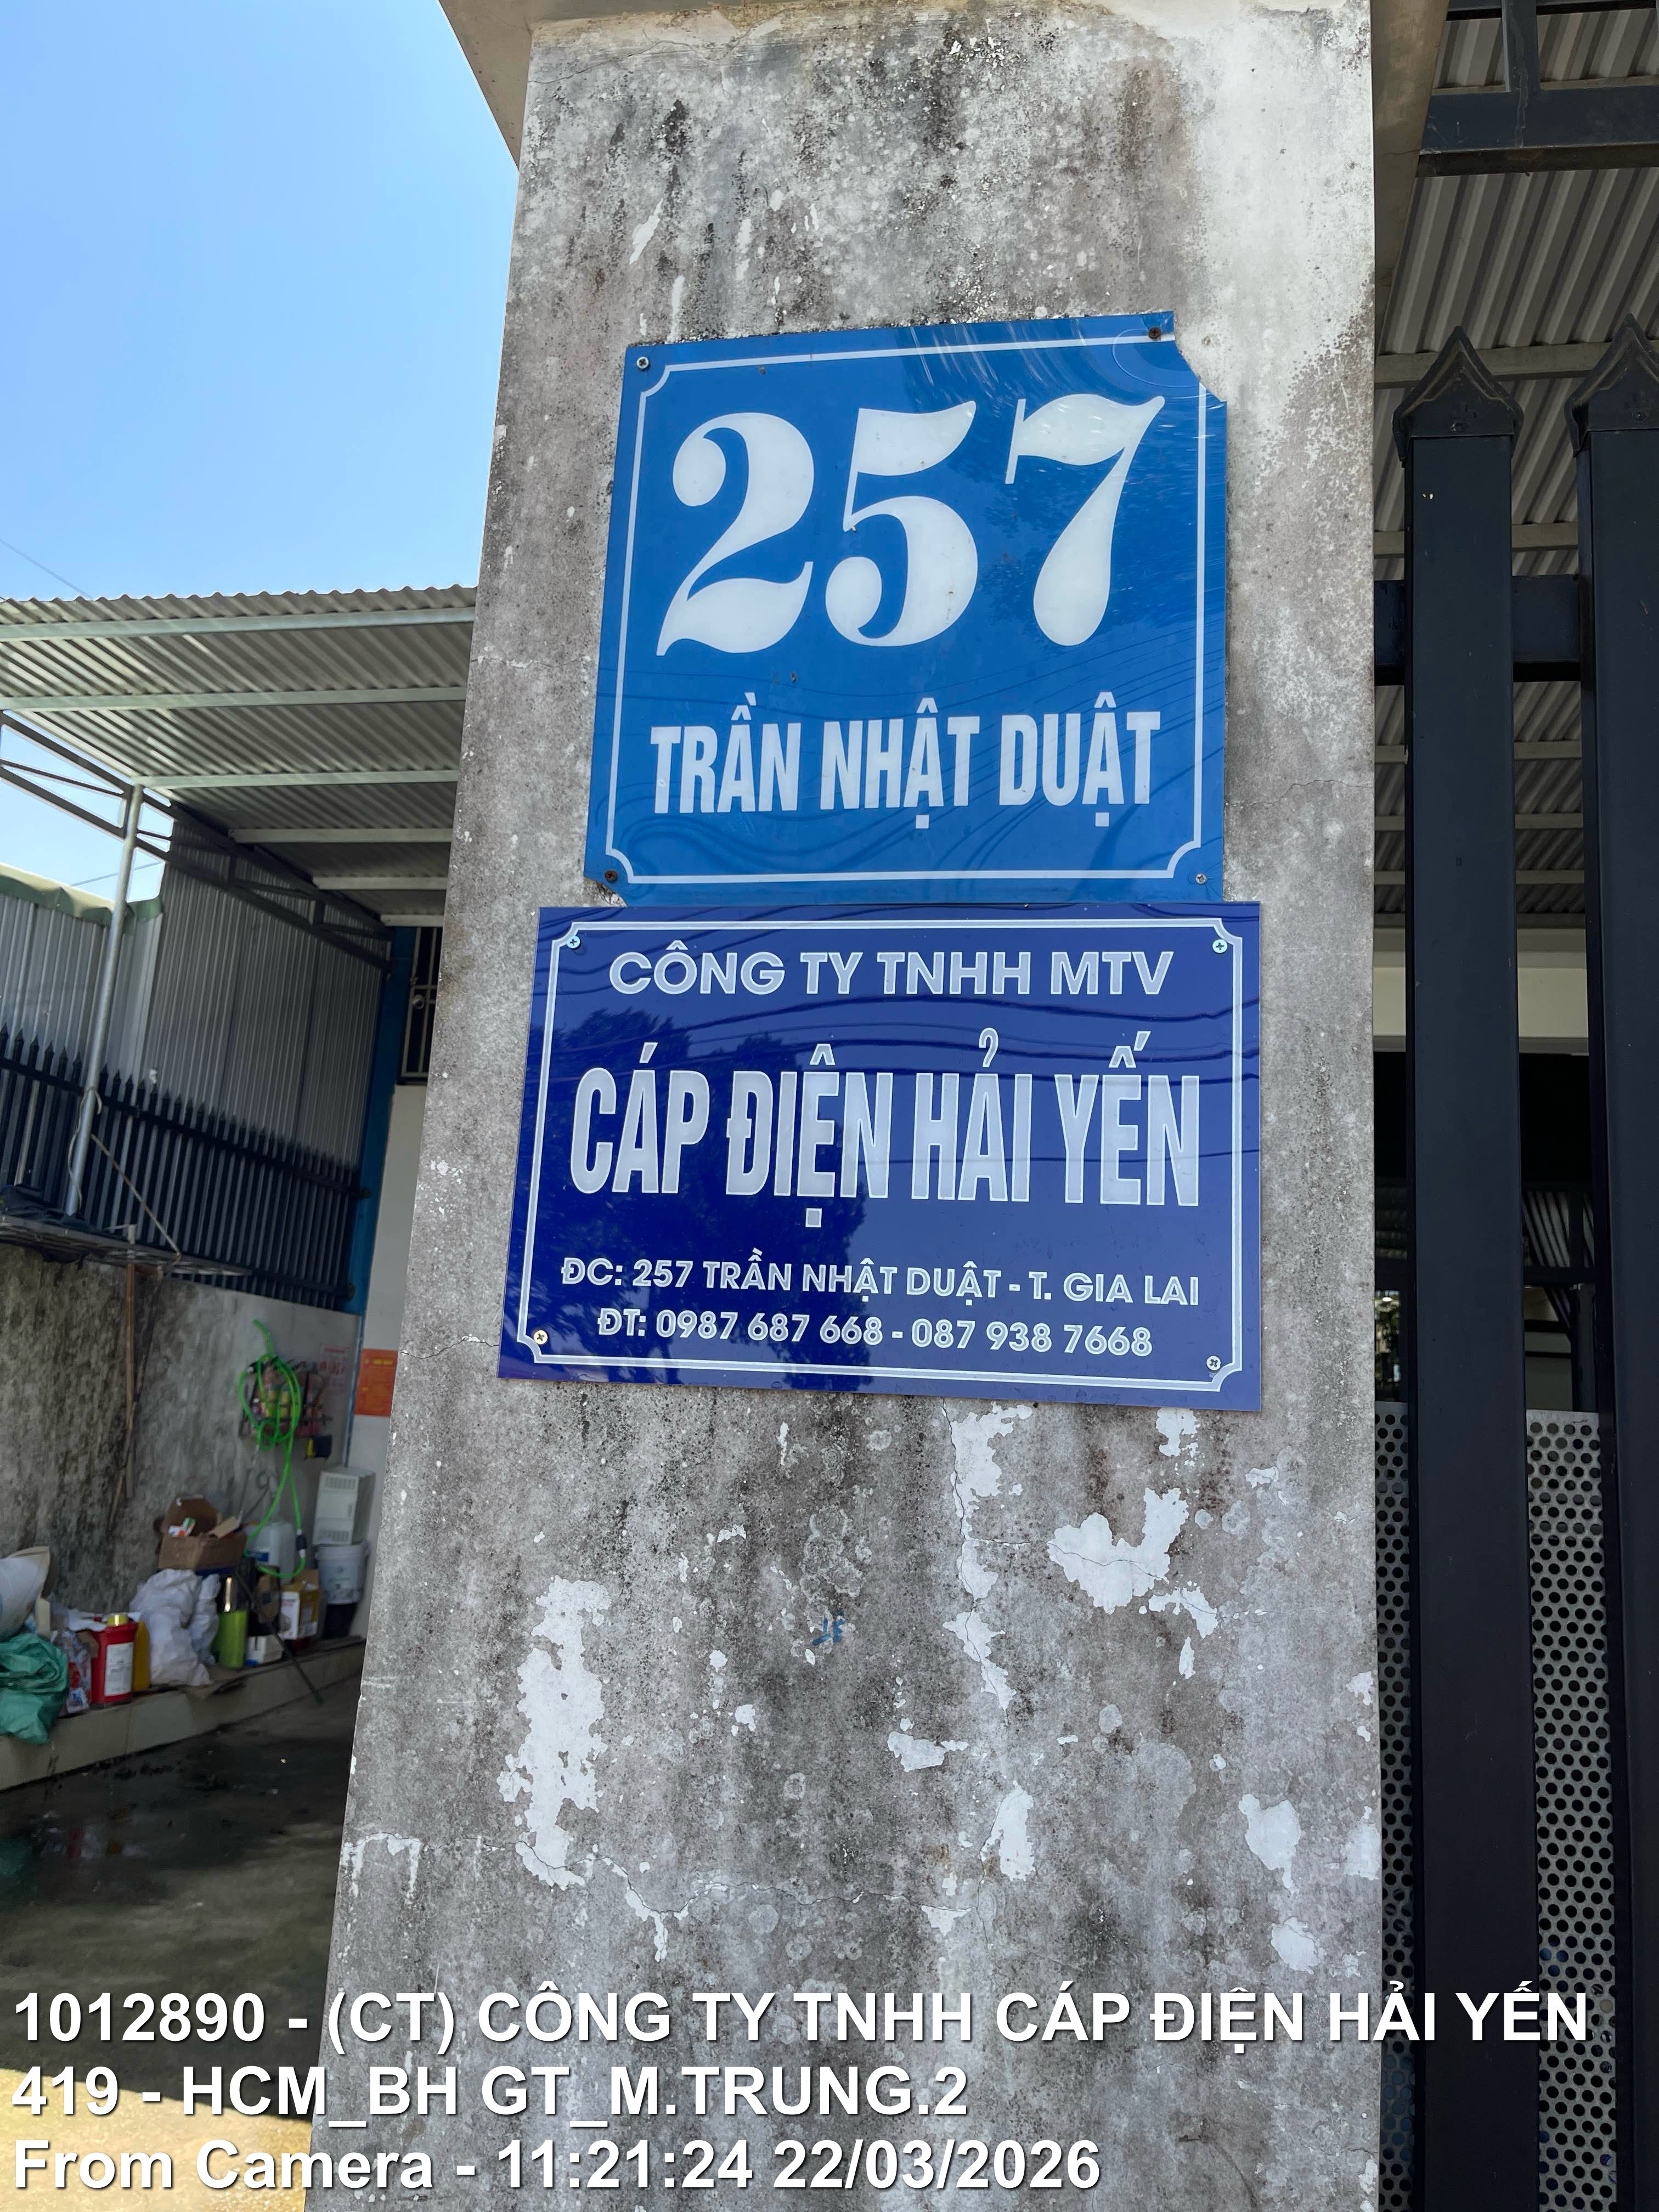 257
TRẦN NHẬT DUẬT
CÔNG TY TNHH MTV
CÁP ĐIỆN HẢI YẾN
ĐC: 257 TRẦN NHẬT DUẬT - T. GIA LAI
ĐT: 0987 687 668 - 087 938 7668
1012890 - (CT) CÔNG TY TNHH CÁP ĐIỆN HẢI YẾN
419 - HCM_BH GT_M.TRUNG.2
From Camera - 11:21:24 22/03/2026